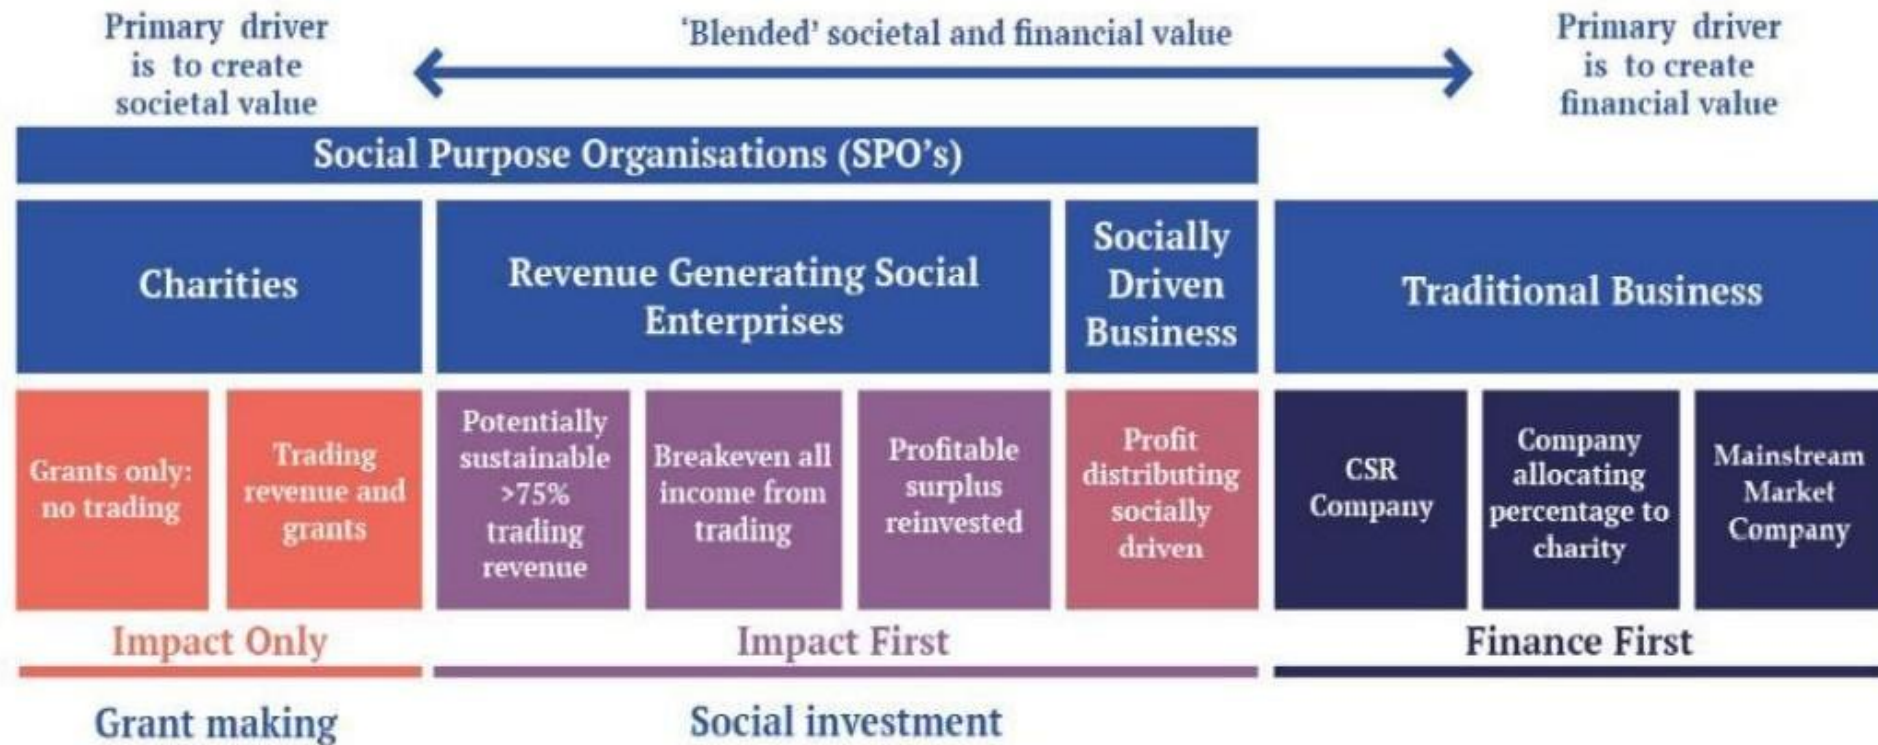 Primary driver
is to create
societal value
‘Blended’ societal and financial value
Primary driver
is to create
financial value
Social Purpose Organisations (SPO’s)
Charities
Revenue Generating Social
Enterprises
Socially
Driven
Business
Traditional Business
Grants only:
no trading
Trading
revenue and
grants
Potentially
sustainable
>75%
trading
revenue
Breakeven all
income from
trading
Profitable
surplus
reinvested
Profit
distributing
socially
driven
CSR
Company
Company
allocating
percentage to
charity
Mainstream
Market
Company
Impact Only
Impact First
Finance First
Grant making
Social investment